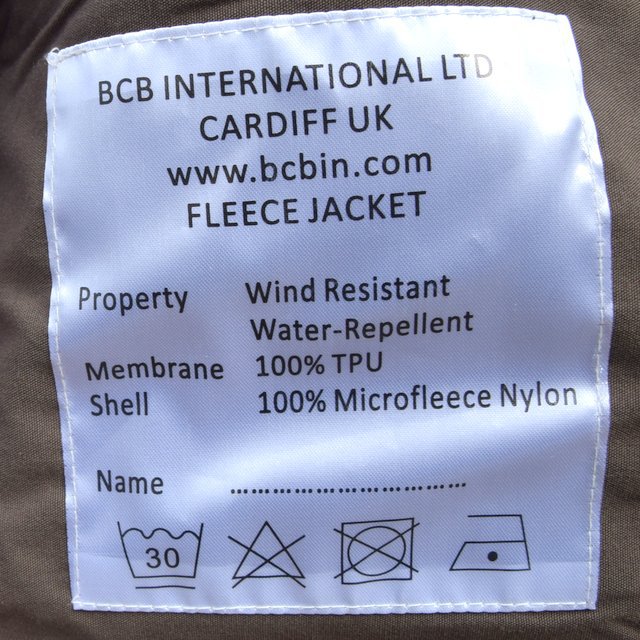 BCB INTERNATIONAL LTD
CARDIFF UK
www.bcbin.com
FLEECE JACKET
Property Wind Resistant
Water-Repellent
Membrane 100% TPU
Shell 100% Microfleece Nylon
Name ................................
30